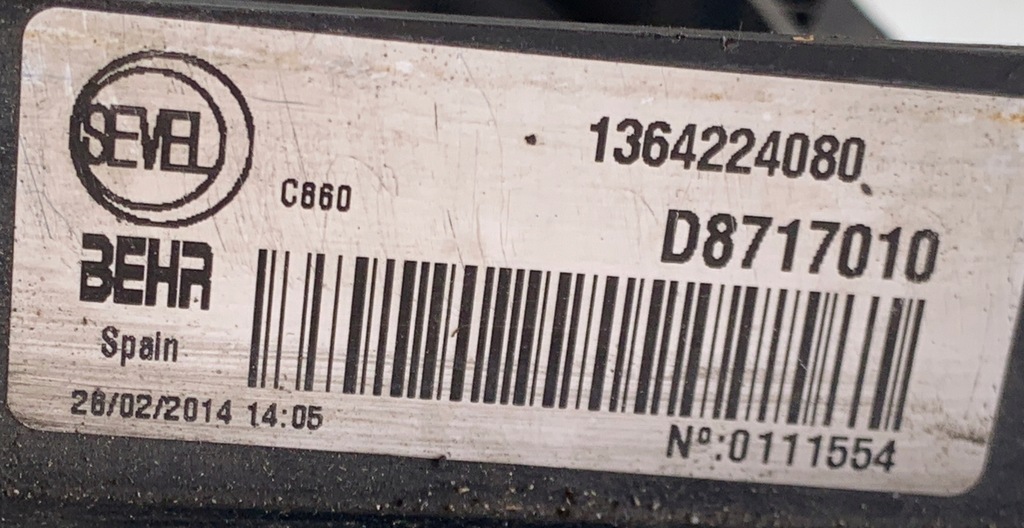 SEVEL
1364224080
C860
D8717010
BEHR
Spain
26/02/2014 14:05
Nº:0111554